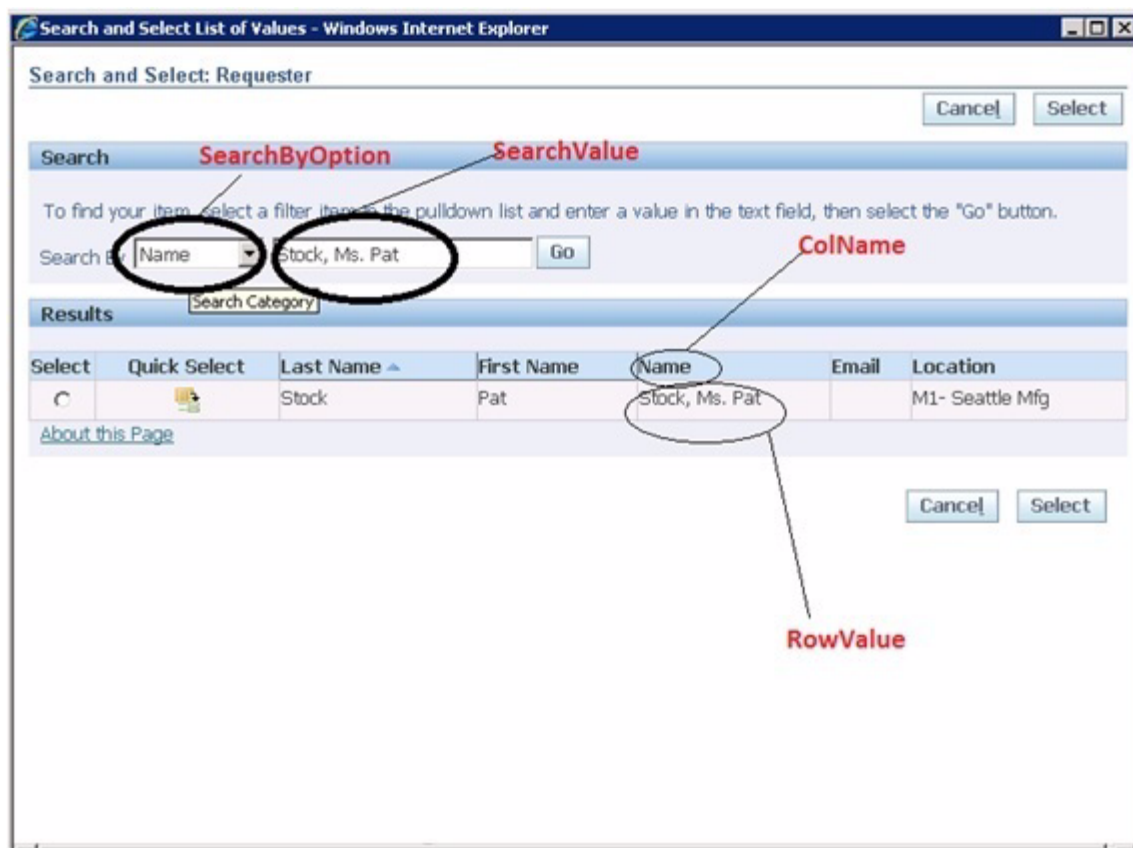 Search and Select List of Values - Windows Internet Explorer
Search and Select: Requester
Cancel Select
Search SearchByOption SearchValue
To find your item, select a filter item in the pulldown list and enter a value in the text field, then select the "Go" button.
ColName
Search By Name Stock, Ms. Pat Go
Search Category
Results
Select Quick Select Last Name First Name Name Email Location
Stock Pat Stock, Ms. Pat M1- Seattle Mfg
About this Page
Cancel Select
RowValue